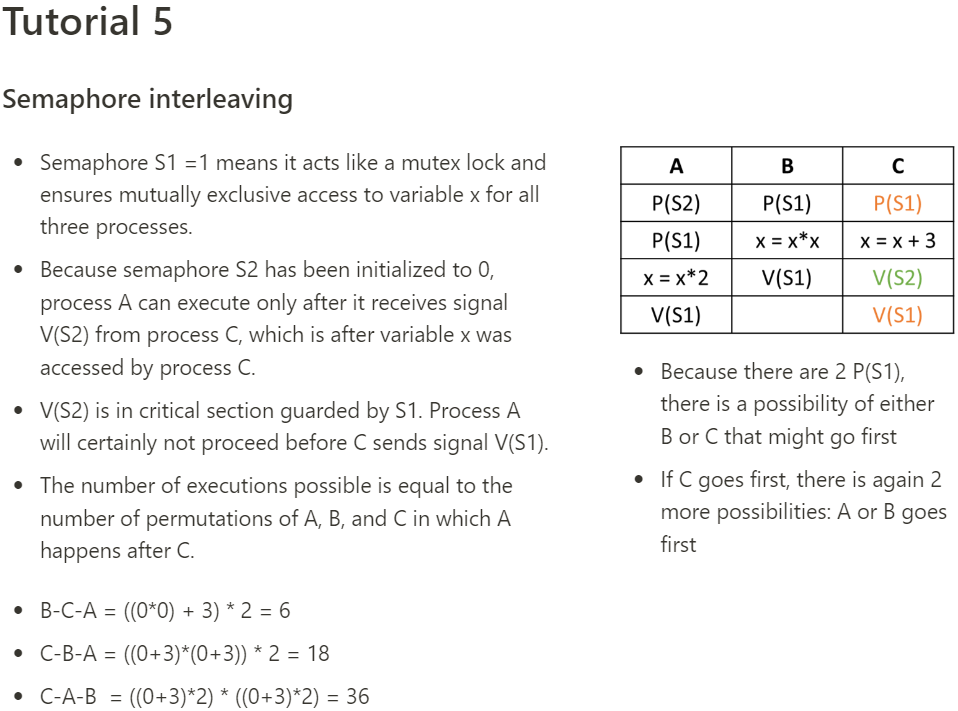 Tutorial 5
Semaphore interleaving
Semaphore S1 =1 means it acts like a mutex lock and
ensures mutually exclusive access to variable x for all
three processes.
Because semaphore S2 has been initialized to 0,
process A can execute only after it receives signal
V(S2) from process C, which is after variable x was
accessed by process C.
V(S2) is in critical section guarded by S1. Process A
will certainly not proceed before C sends signal V(S1).
The number of executions possible is equal to the
number of permutations of A, B, and C in which A
happens after C.
B-C-A = ((0*0) + 3) * 2 = 6
C-B-A = ((0+3)*(0+3)) * 2 = 18
C-A-B = ((0+3)*2) * ((0+3)*2) = 36
A B C
P(S2) P(S1) P(S1)
P(S1) x = x*x x = x + 3
x = x*2 V(S1) V(S2)
V(S1) V(S1)
Because there are 2 P(S1),
there is a possibility of either
B or C that might go first
If C goes first, there is again 2
more possibilities: A or B goes
first